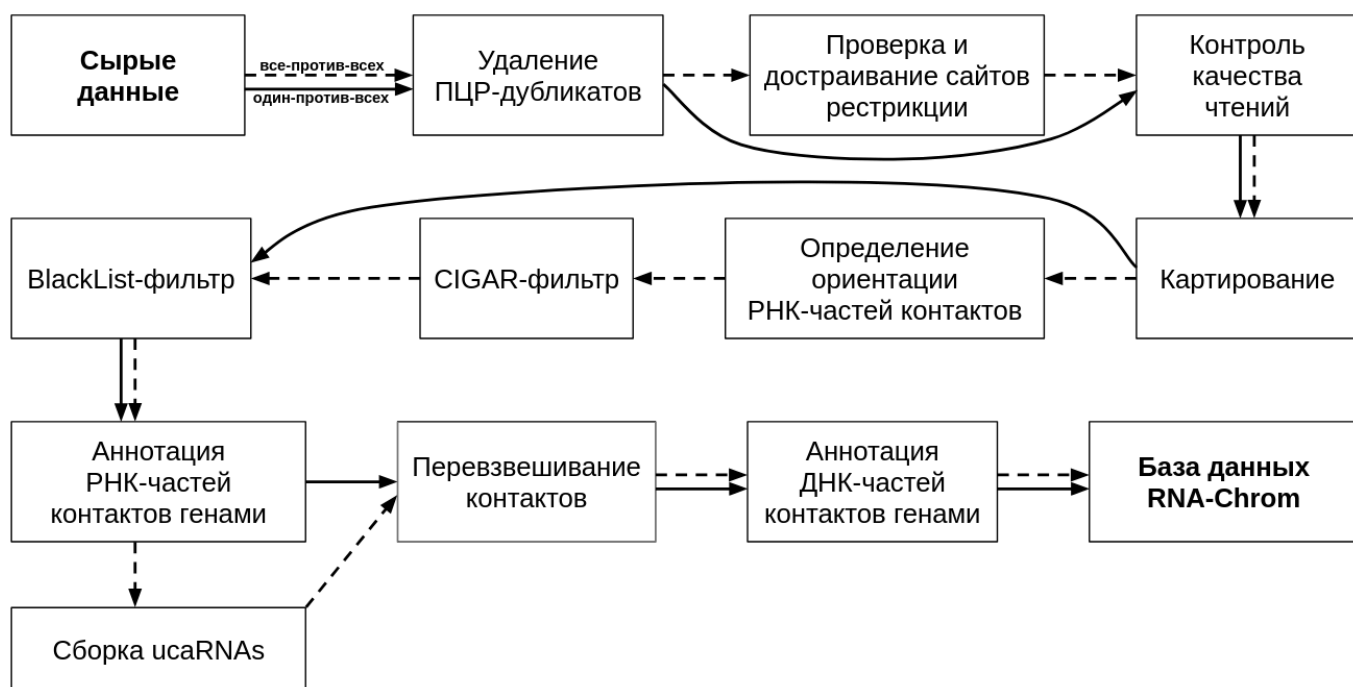 Сырые
данные
все-против-всех
один-против-всех
Удаление
ПЦР-дубликатов
Проверка и
достраивание сайтов
рестрикции
Контроль
качества
чтений
BlackList-фильтр
CIGAR-фильтр
Определение
ориентации
РНК-частей контактов
Картирование
Аннотация
РНК-частей
контактов генами
Перевзвешивание
контактов
Аннотация
ДНК-частей
контактов генами
База данных
RNA-Chrom
Сборка ucaRNAs